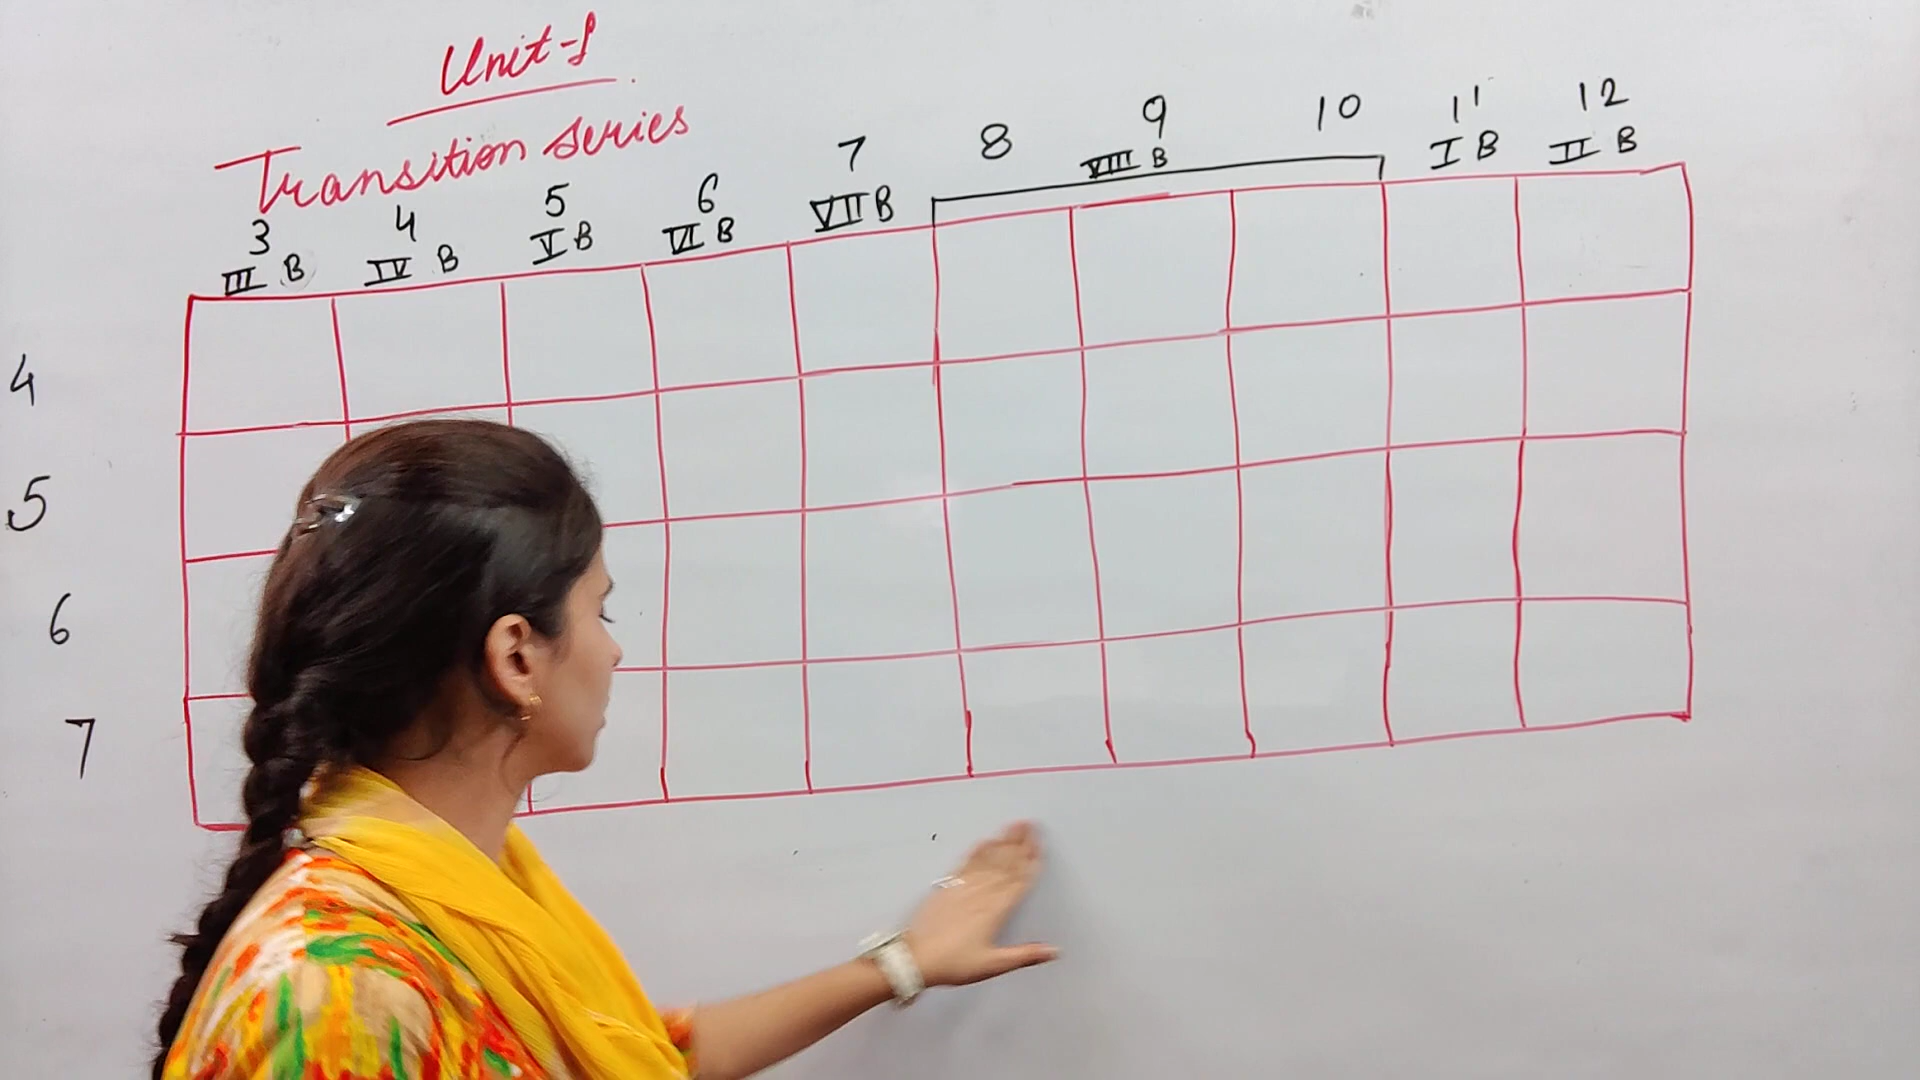 Unit-I
Transition series
3 4 5 6 7 8 9 10 11 12
III B IV B V B VI B VII B VIII B I B II B
4
5
6
7